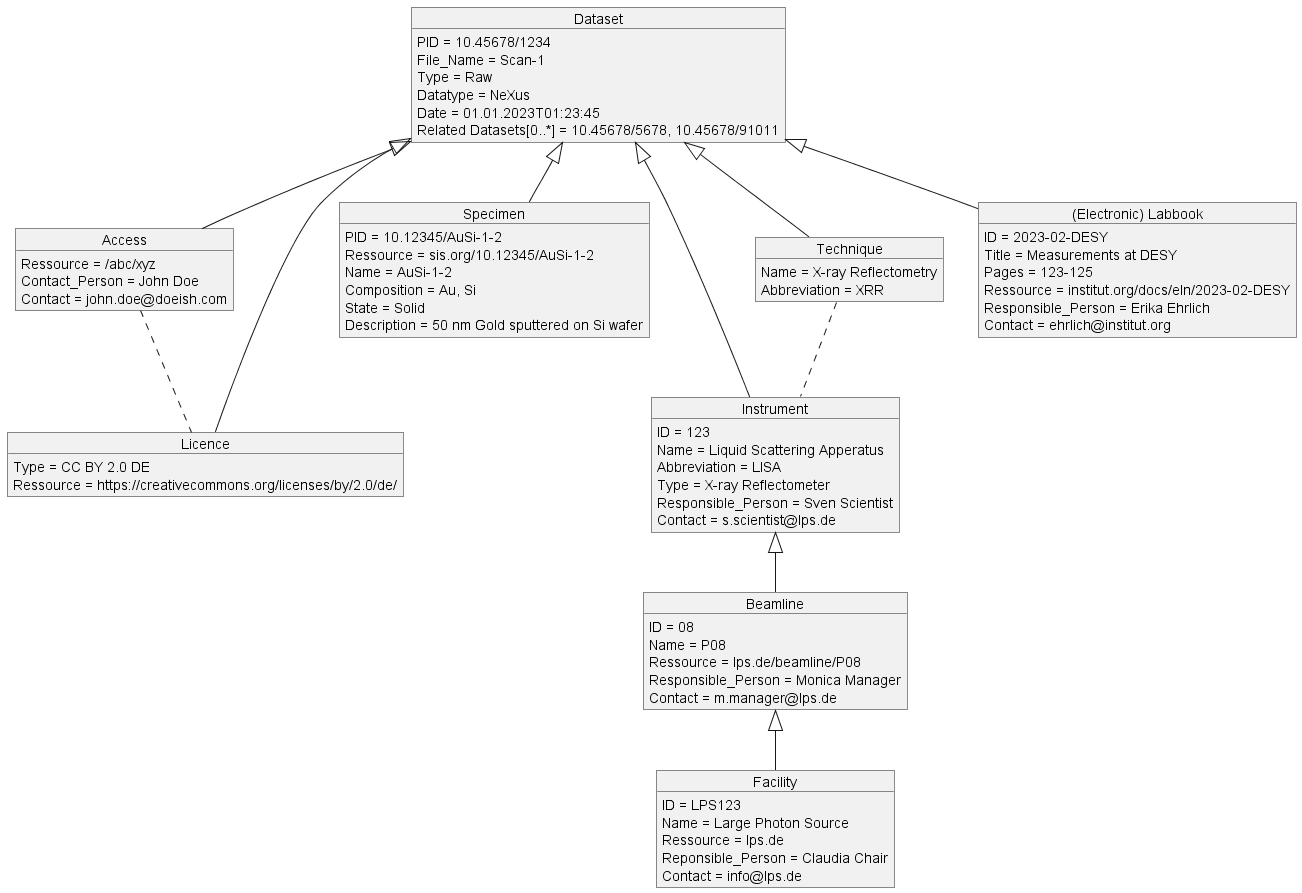 Dataset
PID = 10.45678/1234
File_Name = Scan-1
Type = Raw
Datatype = NeXus
Date = 01.01.2023T01:23:45
Related Datasets[0..*] = 10.45678/5678, 10.45678/91011
Access
Ressource = /abc/xyz
Contact_Person = John Doe
Contact = john.doe@doeish.com
Specimen
PID = 10.12345/AuSi-1-2
Ressource = sis.org/10.12345/AuSi-1-2
Name = AuSi-1-2
Composition = Au, Si
State = Solid
Description = 50 nm Gold sputtered on Si wafer
Technique
Name = X-ray Reflectometry
Abbreviation = XRR
(Electronic) Labbook
ID = 2023-02-DESY
Title = Measurements at DESY
Pages = 123-125
Ressource = institut.org/docs/eln/2023-02-DESY
Responsible_Person = Erika Ehrlich
Contact = ehrlich@institut.org
Licence
Type = CC BY 2.0 DE
Ressource = https://creativecommons.org/licenses/by/2.0/de/
Instrument
ID = 123
Name = Liquid Scattering Apperatus
Abbreviation = LISA
Type = X-ray Reflectometer
Responsible_Person = Sven Scientist
Contact = s.scientist@lps.de
Beamline
ID = 08
Name = P08
Ressource = lps.de/beamline/P08
Responsible_Person = Monica Manager
Contact = m.manager@lps.de
Facility
ID = LPS123
Name = Large Photon Source
Ressource = lps.de
Reponsible_Person = Claudia Chair
Contact = info@lps.de